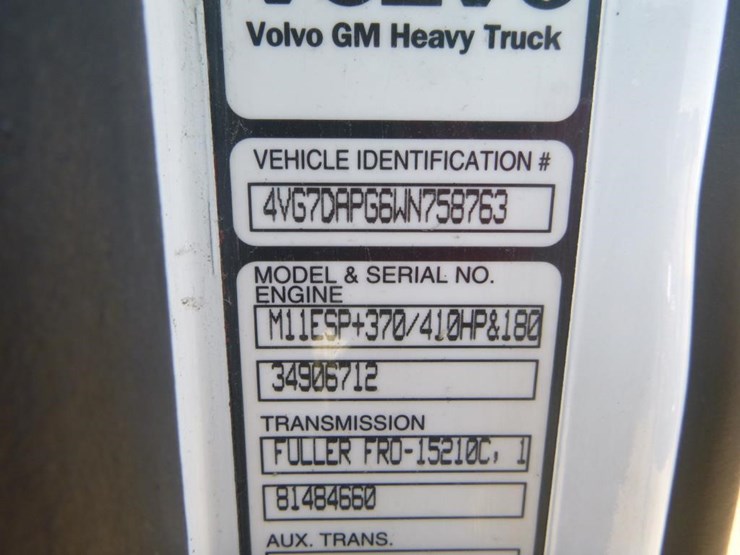 VOLVO
Volvo GM Heavy Truck
VEHICLE IDENTIFICATION #
4VG7DAPG6WN758763
MODEL & SERIAL NO.
ENGINE
M11ESP+370/410HP&180
34906712
TRANSMISSION
FULLER FRO-15210C, 1
81484660
AUX. TRANS.